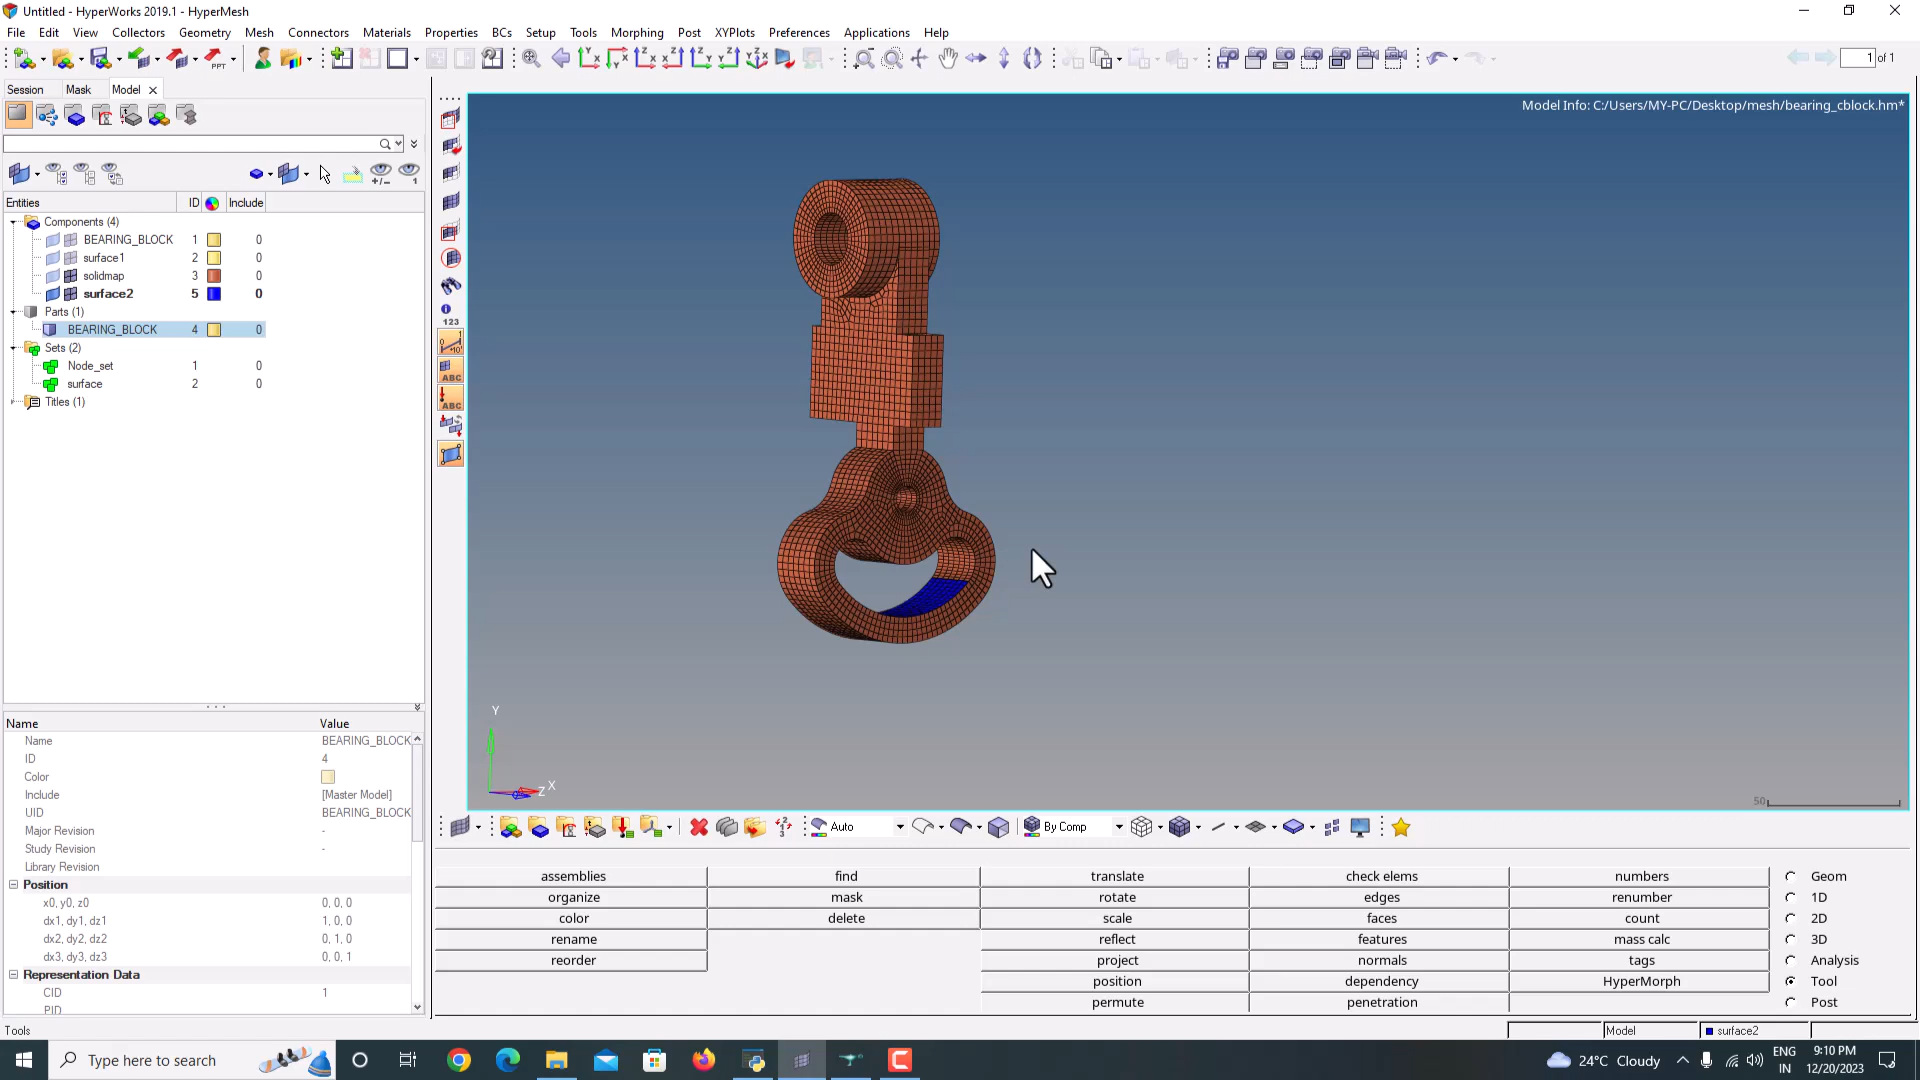 Untitled - HyperWorks 2019.1 - HyperMesh
File Edit View Collectors Geometry Mesh Connectors Materials Properties BCs Setup Tools Morphing Post XYPlots Preferences Applications Help
1 of 1
Session Mask Model
Model Info: C:/Users/MY-PC/Desktop/mesh/bearing_cblock.hm*
Entities ID Include
Components (4)
BEARING_BLOCK 1 0
surface1 2 0
solidmap 3 0
surface2 5 0
Parts (1)
BEARING_BLOCK 4 0
Sets (2)
Node_set 1 0
surface 2 0
Titles (1)
123
ABC
ABC
Name Value
Name BEARING_BLOCK
ID 4
Color
Include [Master Model]
UID BEARING_BLOCK
Major Revision -
Study Revision -
Library Revision
Position
x0, y0, z0 0, 0, 0
dx1, dy1, dz1 1, 0, 0
dx2, dy2, dz2 0, 1, 0
dx3, dy3, dz3 0, 0, 1
Representation Data
CID 1
PID
Y
Z X
50
Auto By Comp
assemblies find translate check elems numbers Geom
organize mask rotate edges renumber 1D
color delete scale faces count 2D
rename reflect features mass calc 3D
reorder project normals tags Analysis
position dependency HyperMorph Tool
permute penetration Post
Tools Model surface2
Type here to search 24°C Cloudy ENG IN 9:10 PM 12/20/2023